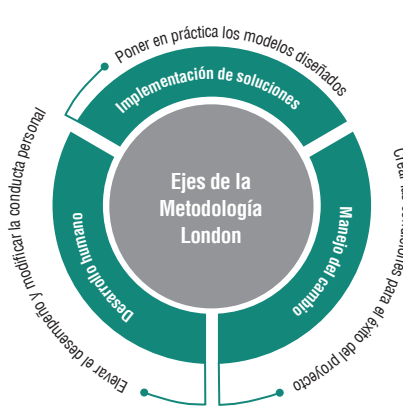 Poner en práctica los modelos diseñados
Implementación de soluciones
Ejes de la
Metodología
London
Desarrollo humano
Elevar el desempeño y modificar la conducta personal
Manejo del cambio
para el éxito del proyecto